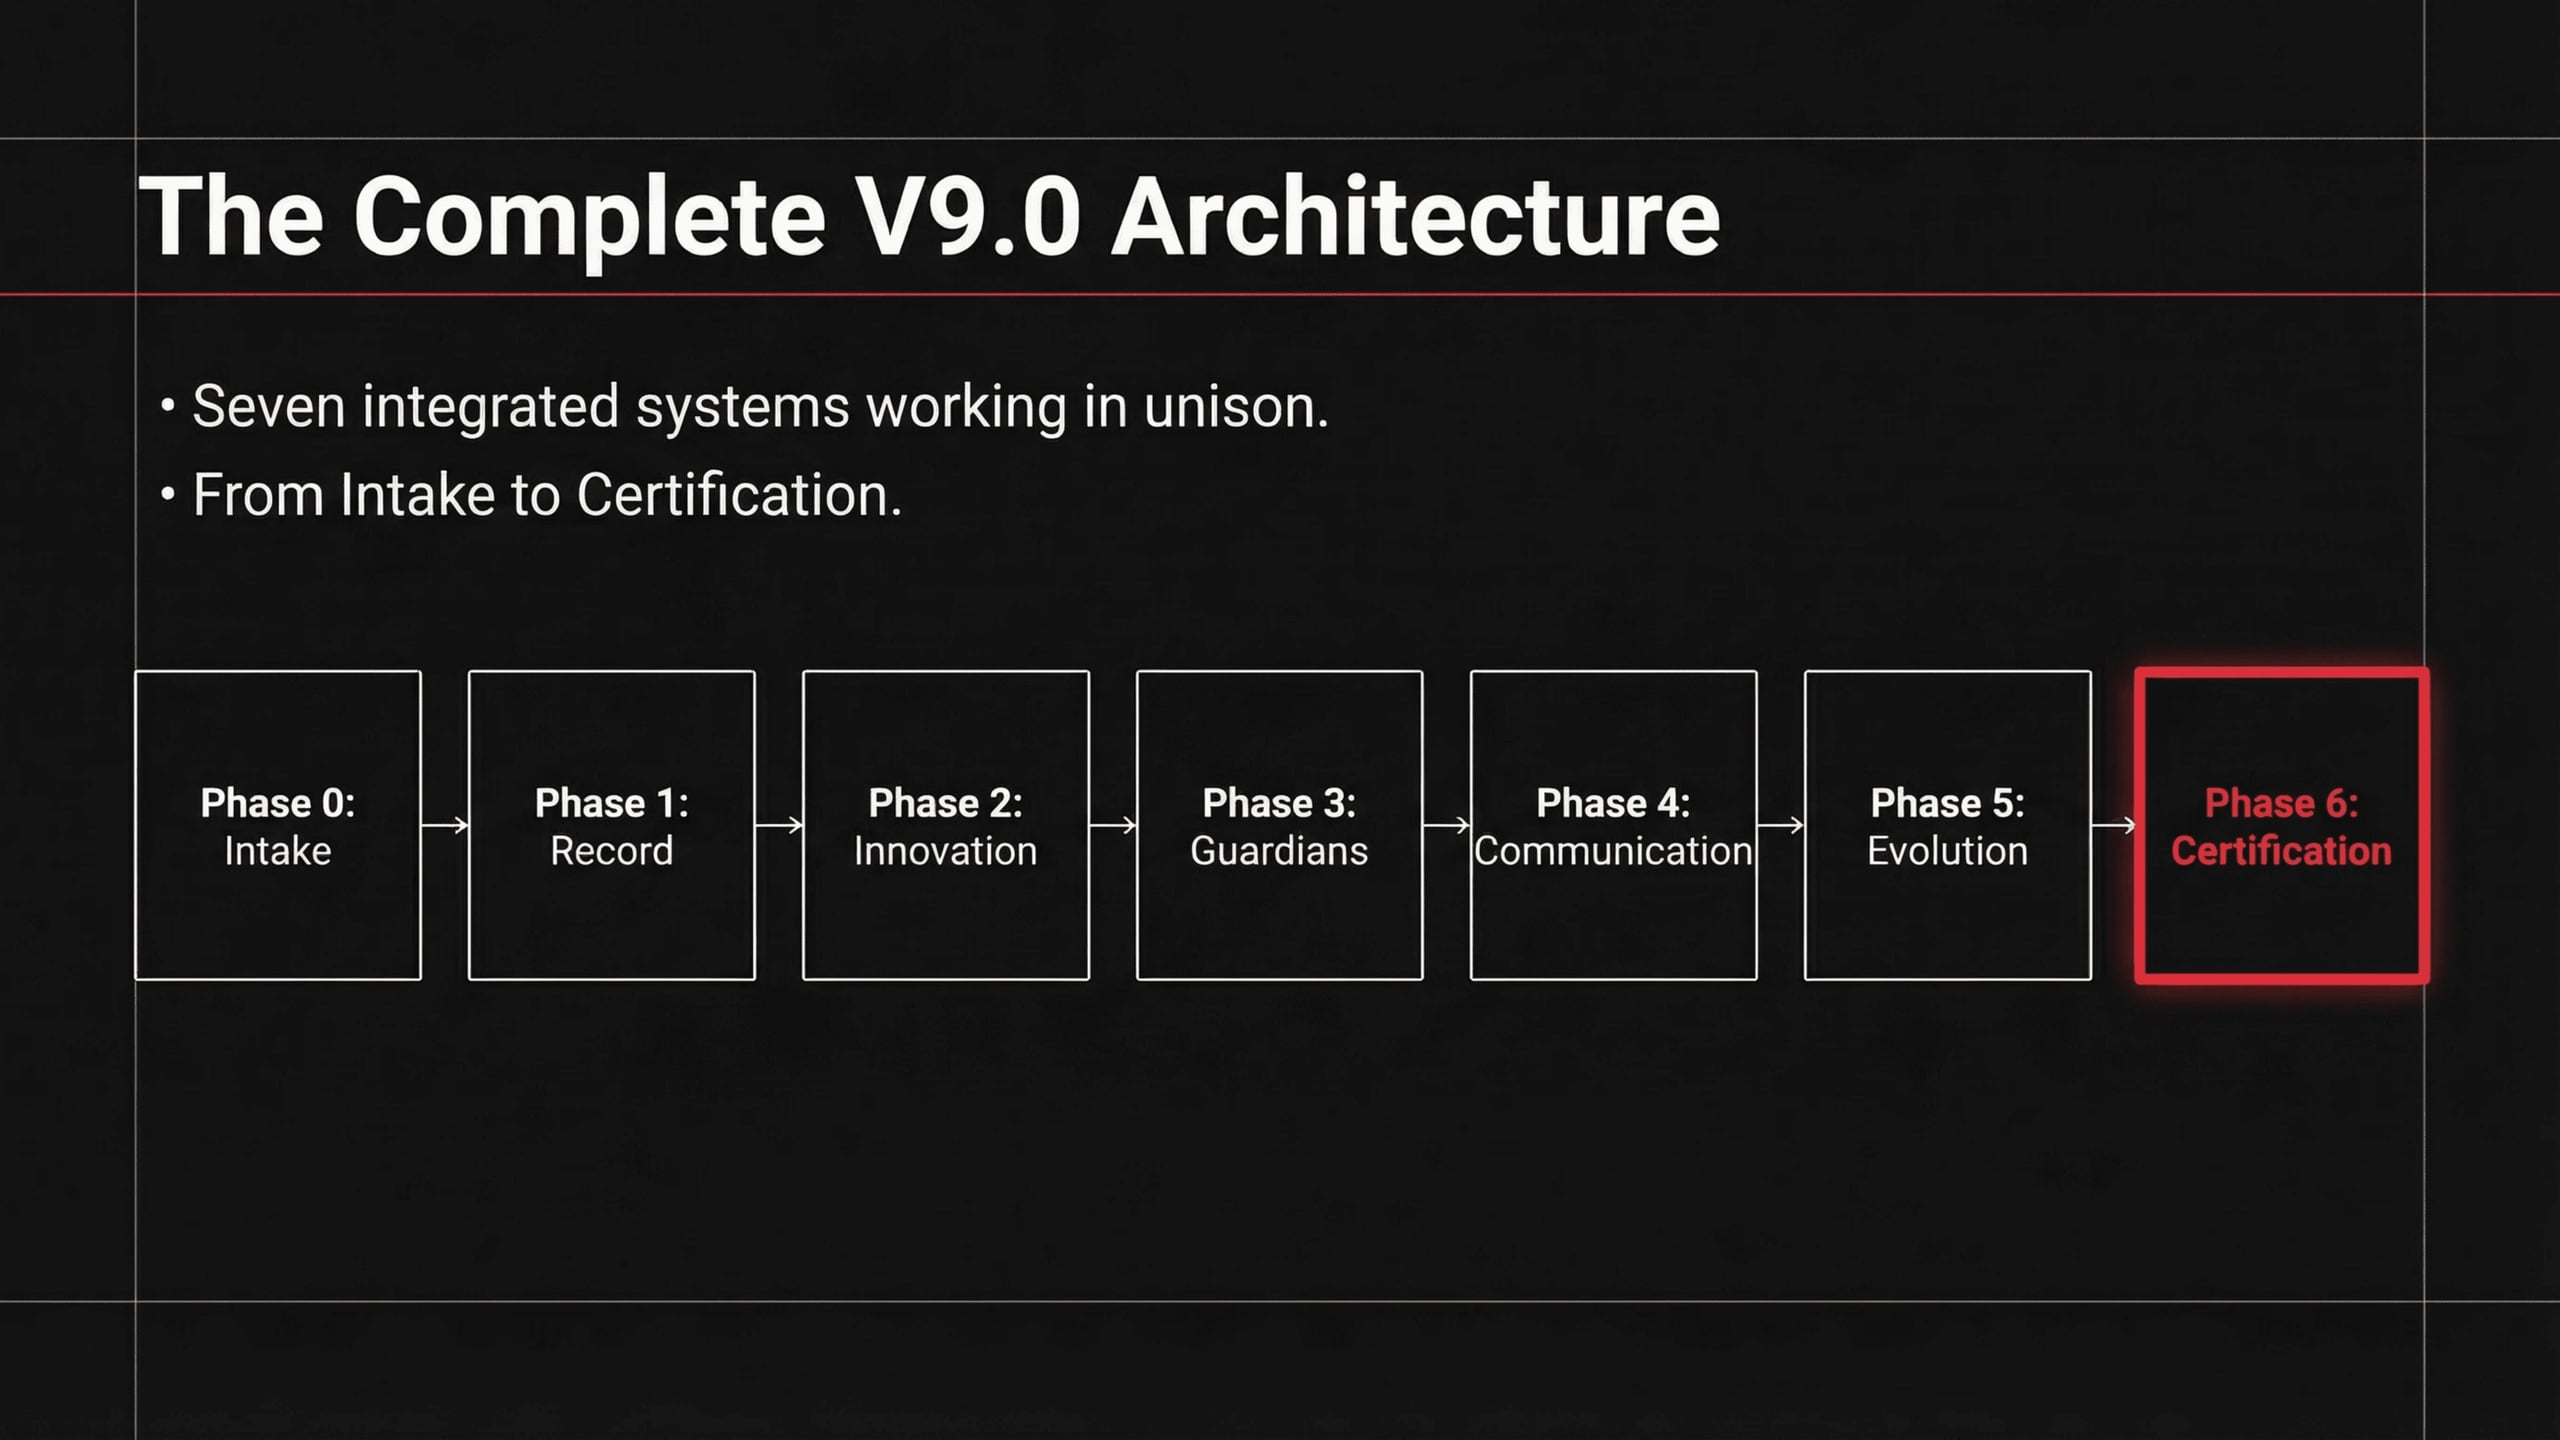 The Complete V9.0 Architecture
• Seven integrated systems working in unison.
• From Intake to Certification.
Phase 0:
Intake
Phase 1:
Record
Phase 2:
Innovation
Phase 3:
Guardians
Phase 4:
Communication
Phase 5:
Evolution
Phase 6:
Certification